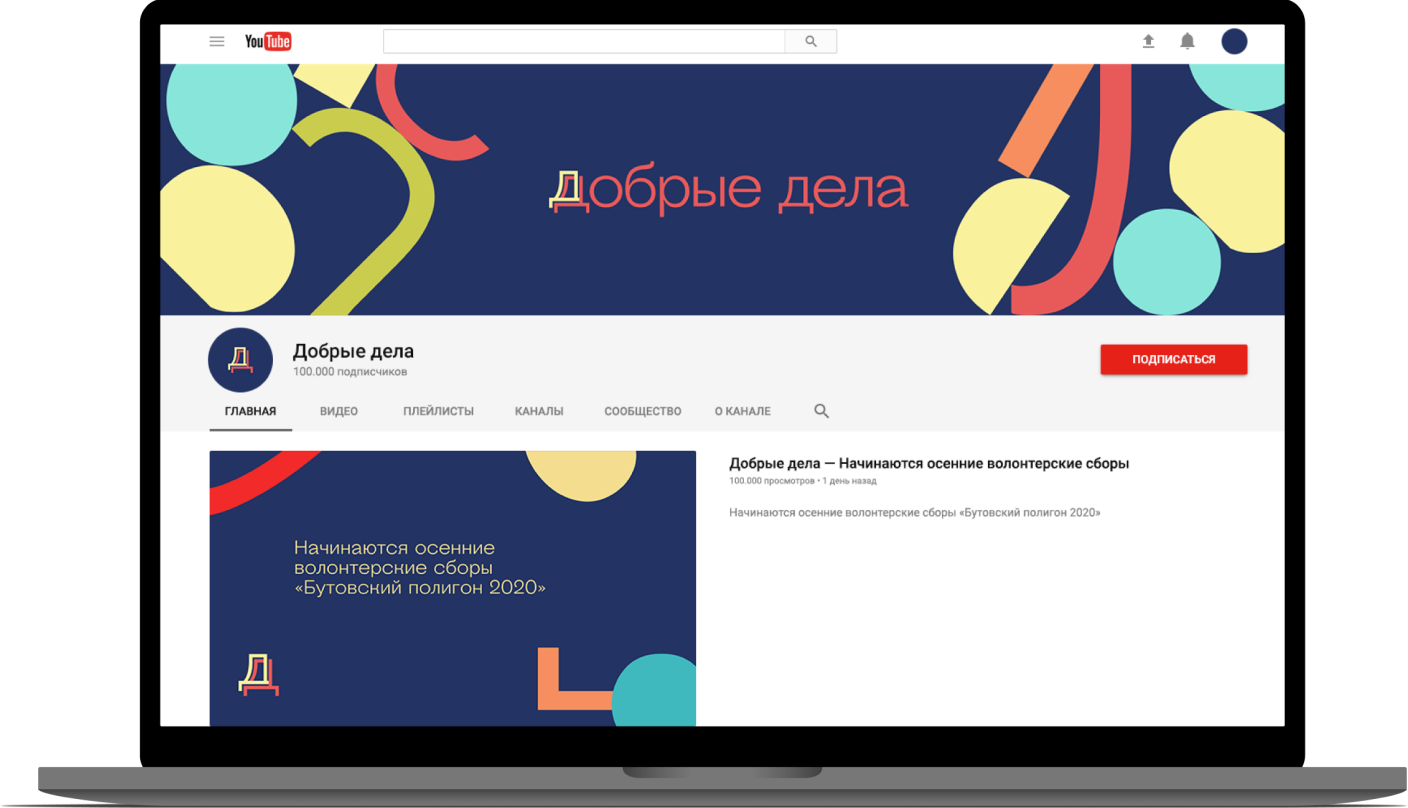 YouTube
Добрые дела
Добрые дела
100.000 подписчиков
ПОДПИСАТЬСЯ
ГЛАВНАЯ ВИДЕО ПЛЕЙЛИСТЫ КАНАЛЫ СООБЩЕСТВО О КАНАЛЕ
Начинаются осенние
волонтерские сборы
«Бутовский полигон 2020»
Д
Добрые дела — Начинаются осенние волонтерские сборы
100.000 просмотров • 1 день назад
Начинаются осенние волонтерские сборы «Бутовский полигон 2020»